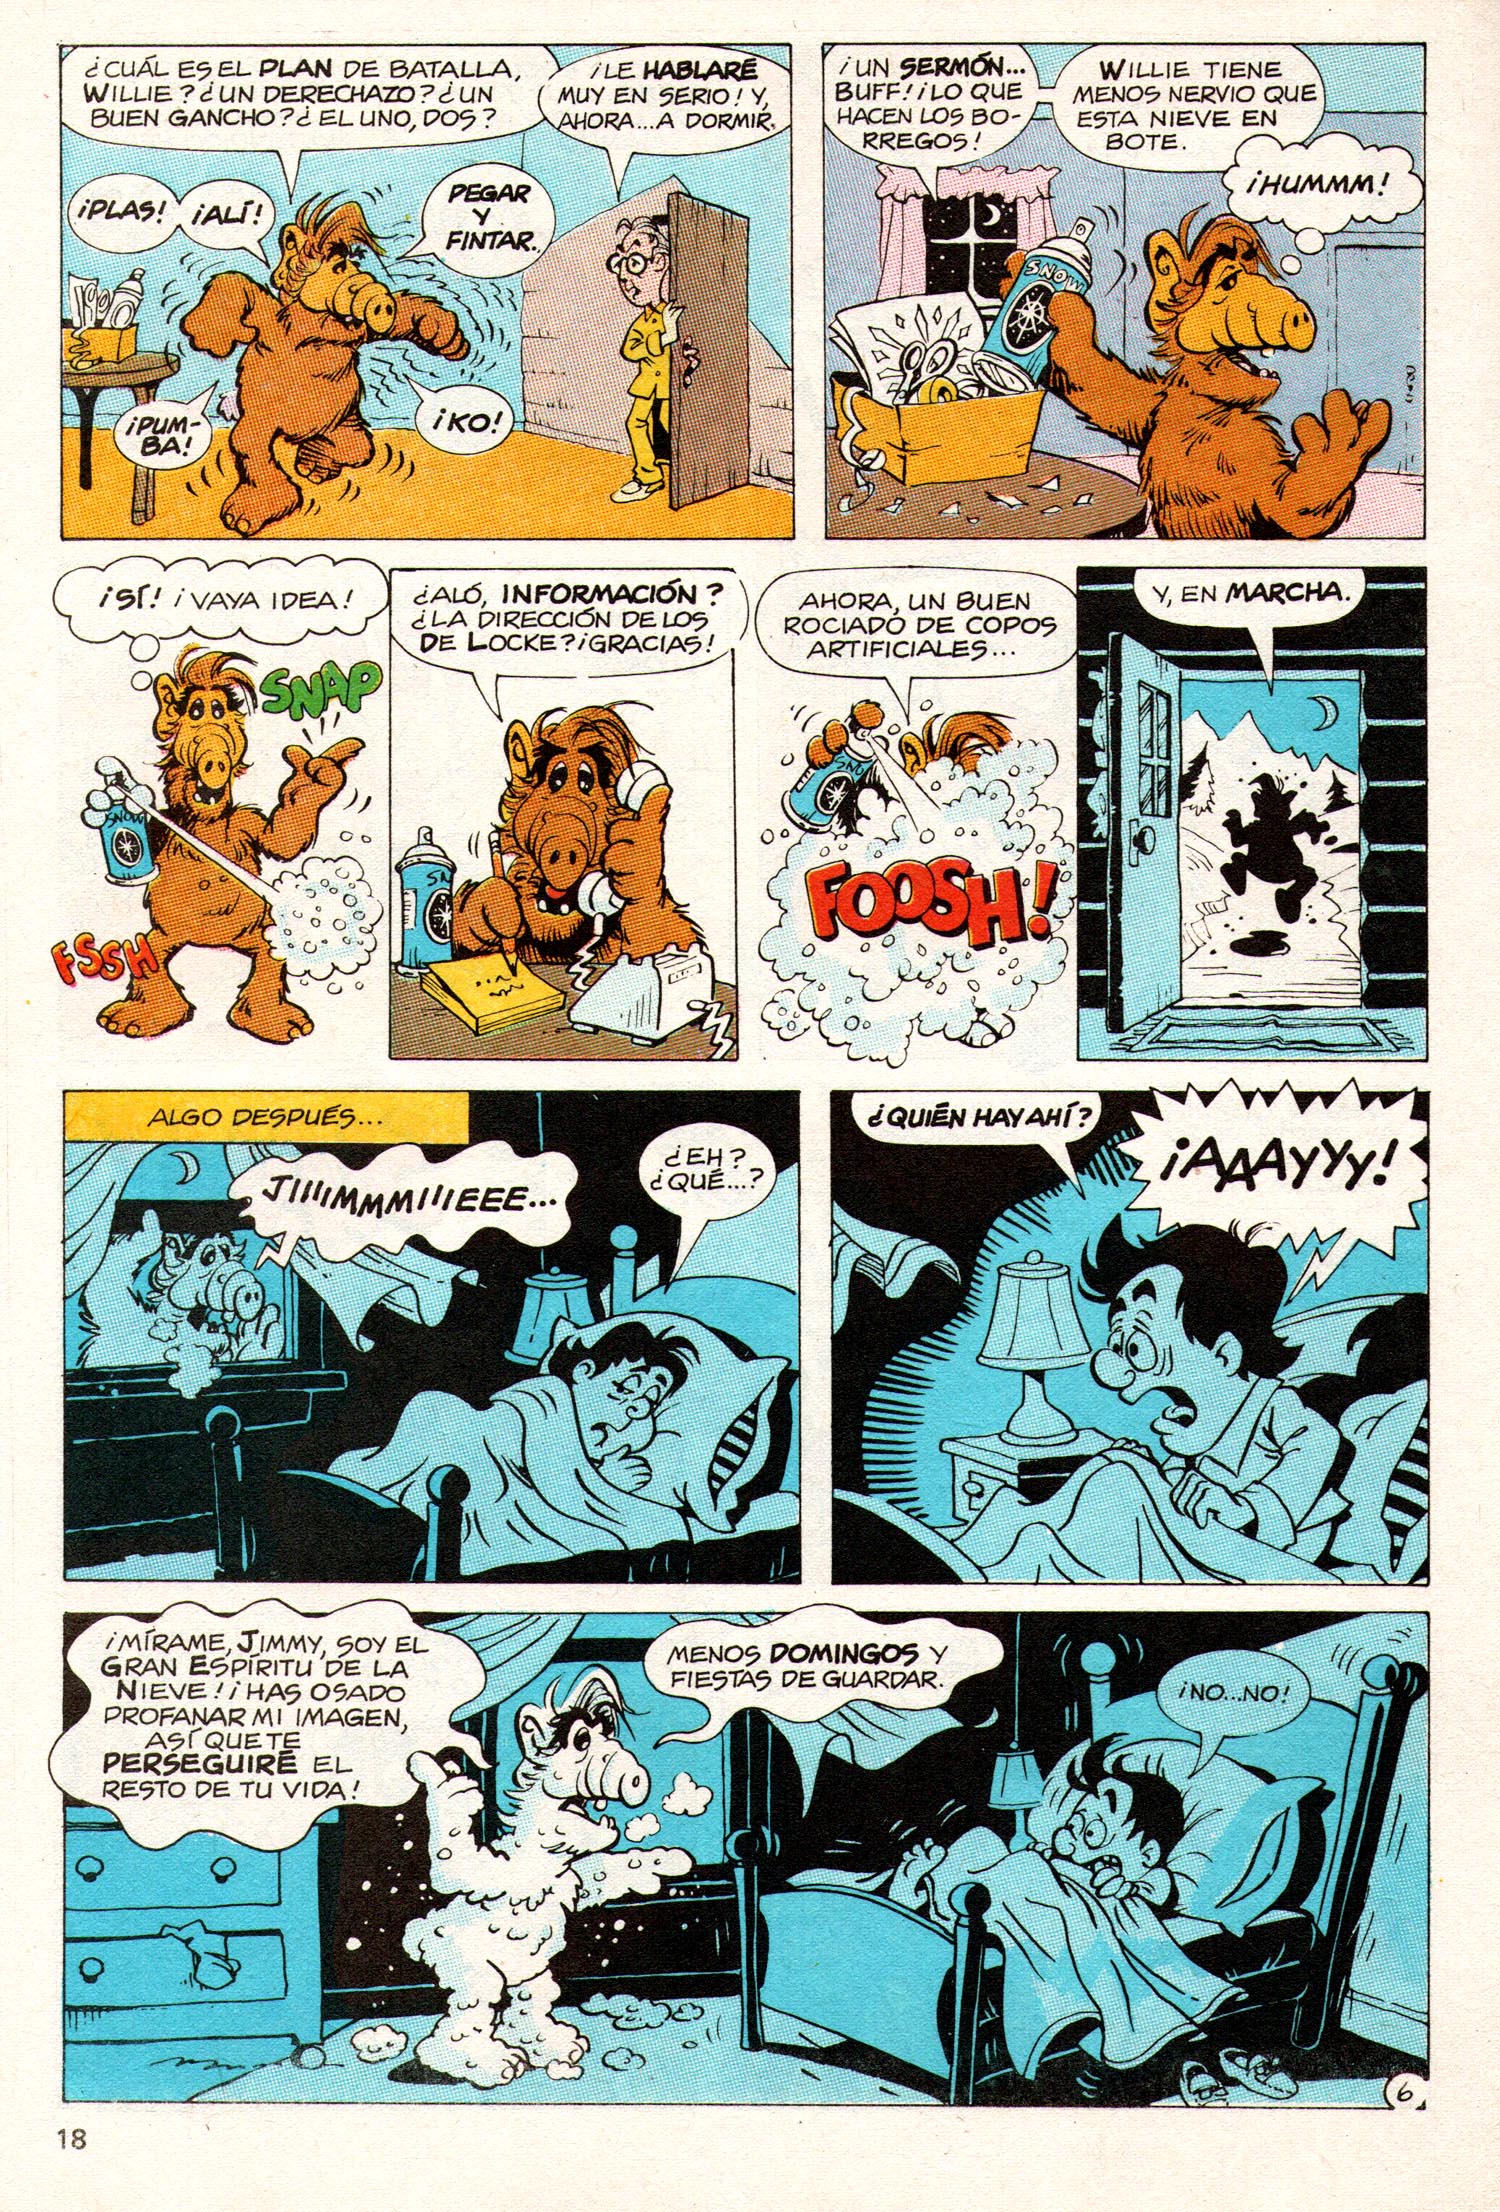 ¿CUÁL ES EL PLAN DE BATALLA,
WILLIE? ¿UN DERECHAZO? ¿UN
BUEN GANCHO? ¿EL UNO, DOS?
¡LE HABLARÉ
MUY EN SERIO! Y,
AHORA... A DORMIR.
¡PLAS!
¡ALÍ!
PEGAR
Y
FINTAR.
¡PUM-
BA!
¡KO!
¡UN SERMÓN...
BUFF! ¡LO QUE
HACEN LOS BO-
RREGOS!
WILLIE TIENE
MENOS NERVIO QUE
ESTA NIEVE EN
BOTE.
¡HUMMM!
SNOW
¡SÍ! ¡VAYA IDEA!
SNAP
SNOW
FSSH
¿ALÓ, INFORMACIÓN?
¿LA DIRECCIÓN DE LOS
DE LOCKE? ¡GRACIAS!
SN
AHORA, UN BUEN
ROCIADO DE COPOS
ARTIFICIALES...
SNO
FOOSH!
Y, EN MARCHA.
ALGO DESPUÉS...
JIIIIMMMIIIEEE...
¿EH?
¿QUÉ...?
¿QUIÉN HAY AHÍ?
¡AAAYYY!
¡MÍRAME, JIMMY, SOY EL
GRAN ESPÍRITU DE LA
NIEVE! ¡HAS OSADO
PROFANAR MI IMAGEN,
ASÍ QUE TE
PERSEGUIRÉ EL
RESTO DE TU VIDA!
MENOS DOMINGOS Y
FIESTAS DE GUARDAR.
¡NO...NO!
6
18